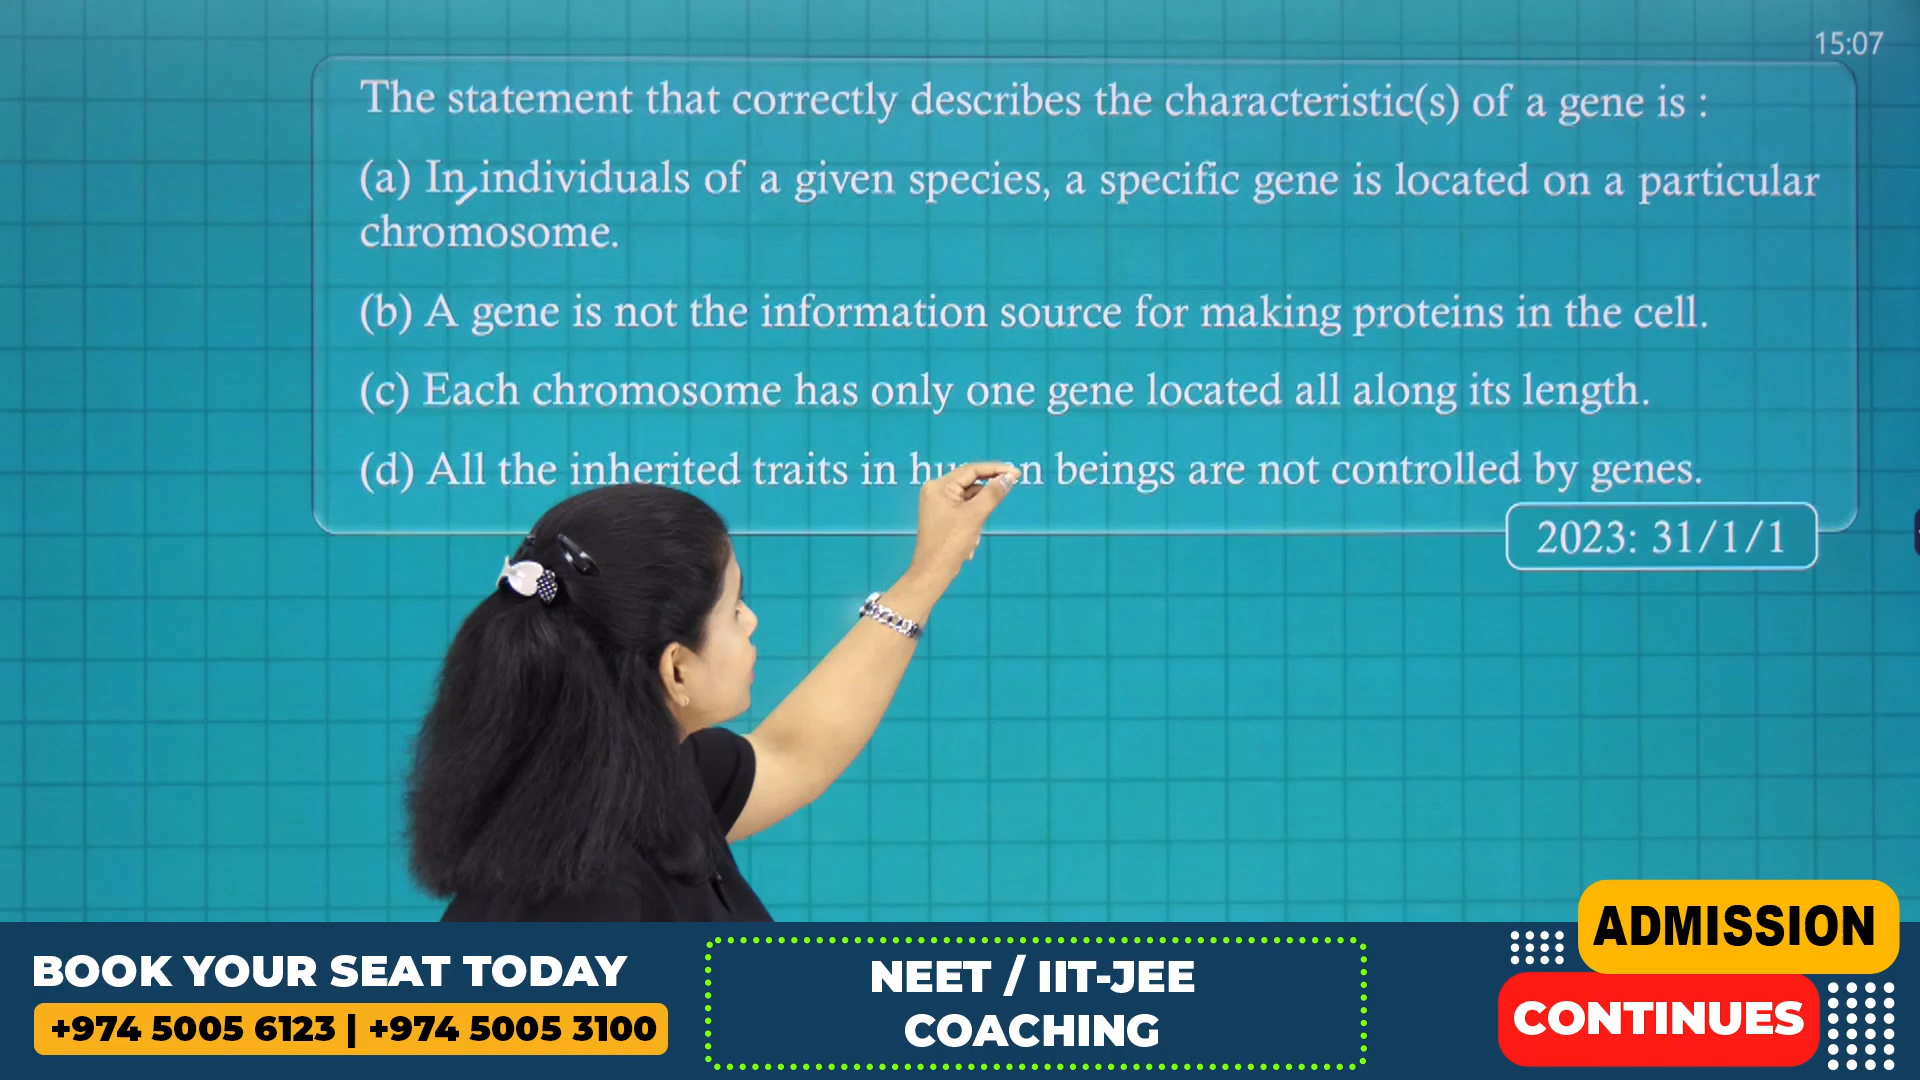 15:07
The statement that correctly describes the characteristic(s) of a gene is :
(a) In individuals of a given species, a specific gene is located on a particular
chromosome.
(b) A gene is not the information source for making proteins in the cell.
(c) Each chromosome has only one gene located all along its length.
(d) All the inherited traits in beings are not controlled by genes.
2023: 31/1/1
BOOK YOUR SEAT TODAY
+974 5005 6123 | +974 5005 3100
NEET / IIT-JEE
COACHING
ADMISSION
CONTINUES